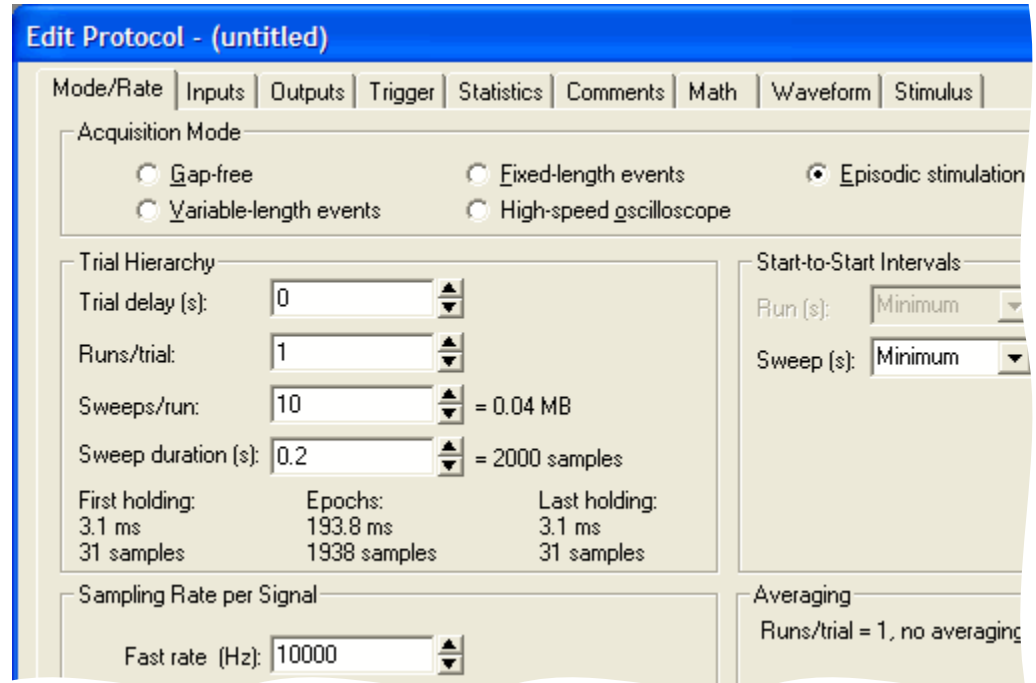 Edit Protocol - (untitled)
Mode/Rate Inputs Outputs Trigger Statistics Comments Math Waveform Stimulus
Acquisition Mode
Gap-free Fixed-length events Episodic stimulation
Variable-length events High-speed oscilloscope
Trial Hierarchy
Trial delay (s): 0
Runs/trial: 1
Sweeps/run: 10 = 0.04 MB
Sweep duration (s): 0.2 = 2000 samples
First holding: Epochs: Last holding:
3.1 ms 193.8 ms 3.1 ms
31 samples 1938 samples 31 samples
Start-to-Start Intervals
Run (s): Minimum
Sweep (s): Minimum
Sampling Rate per Signal
Fast rate (Hz): 10000
Averaging
Runs/trial = 1, no averaging